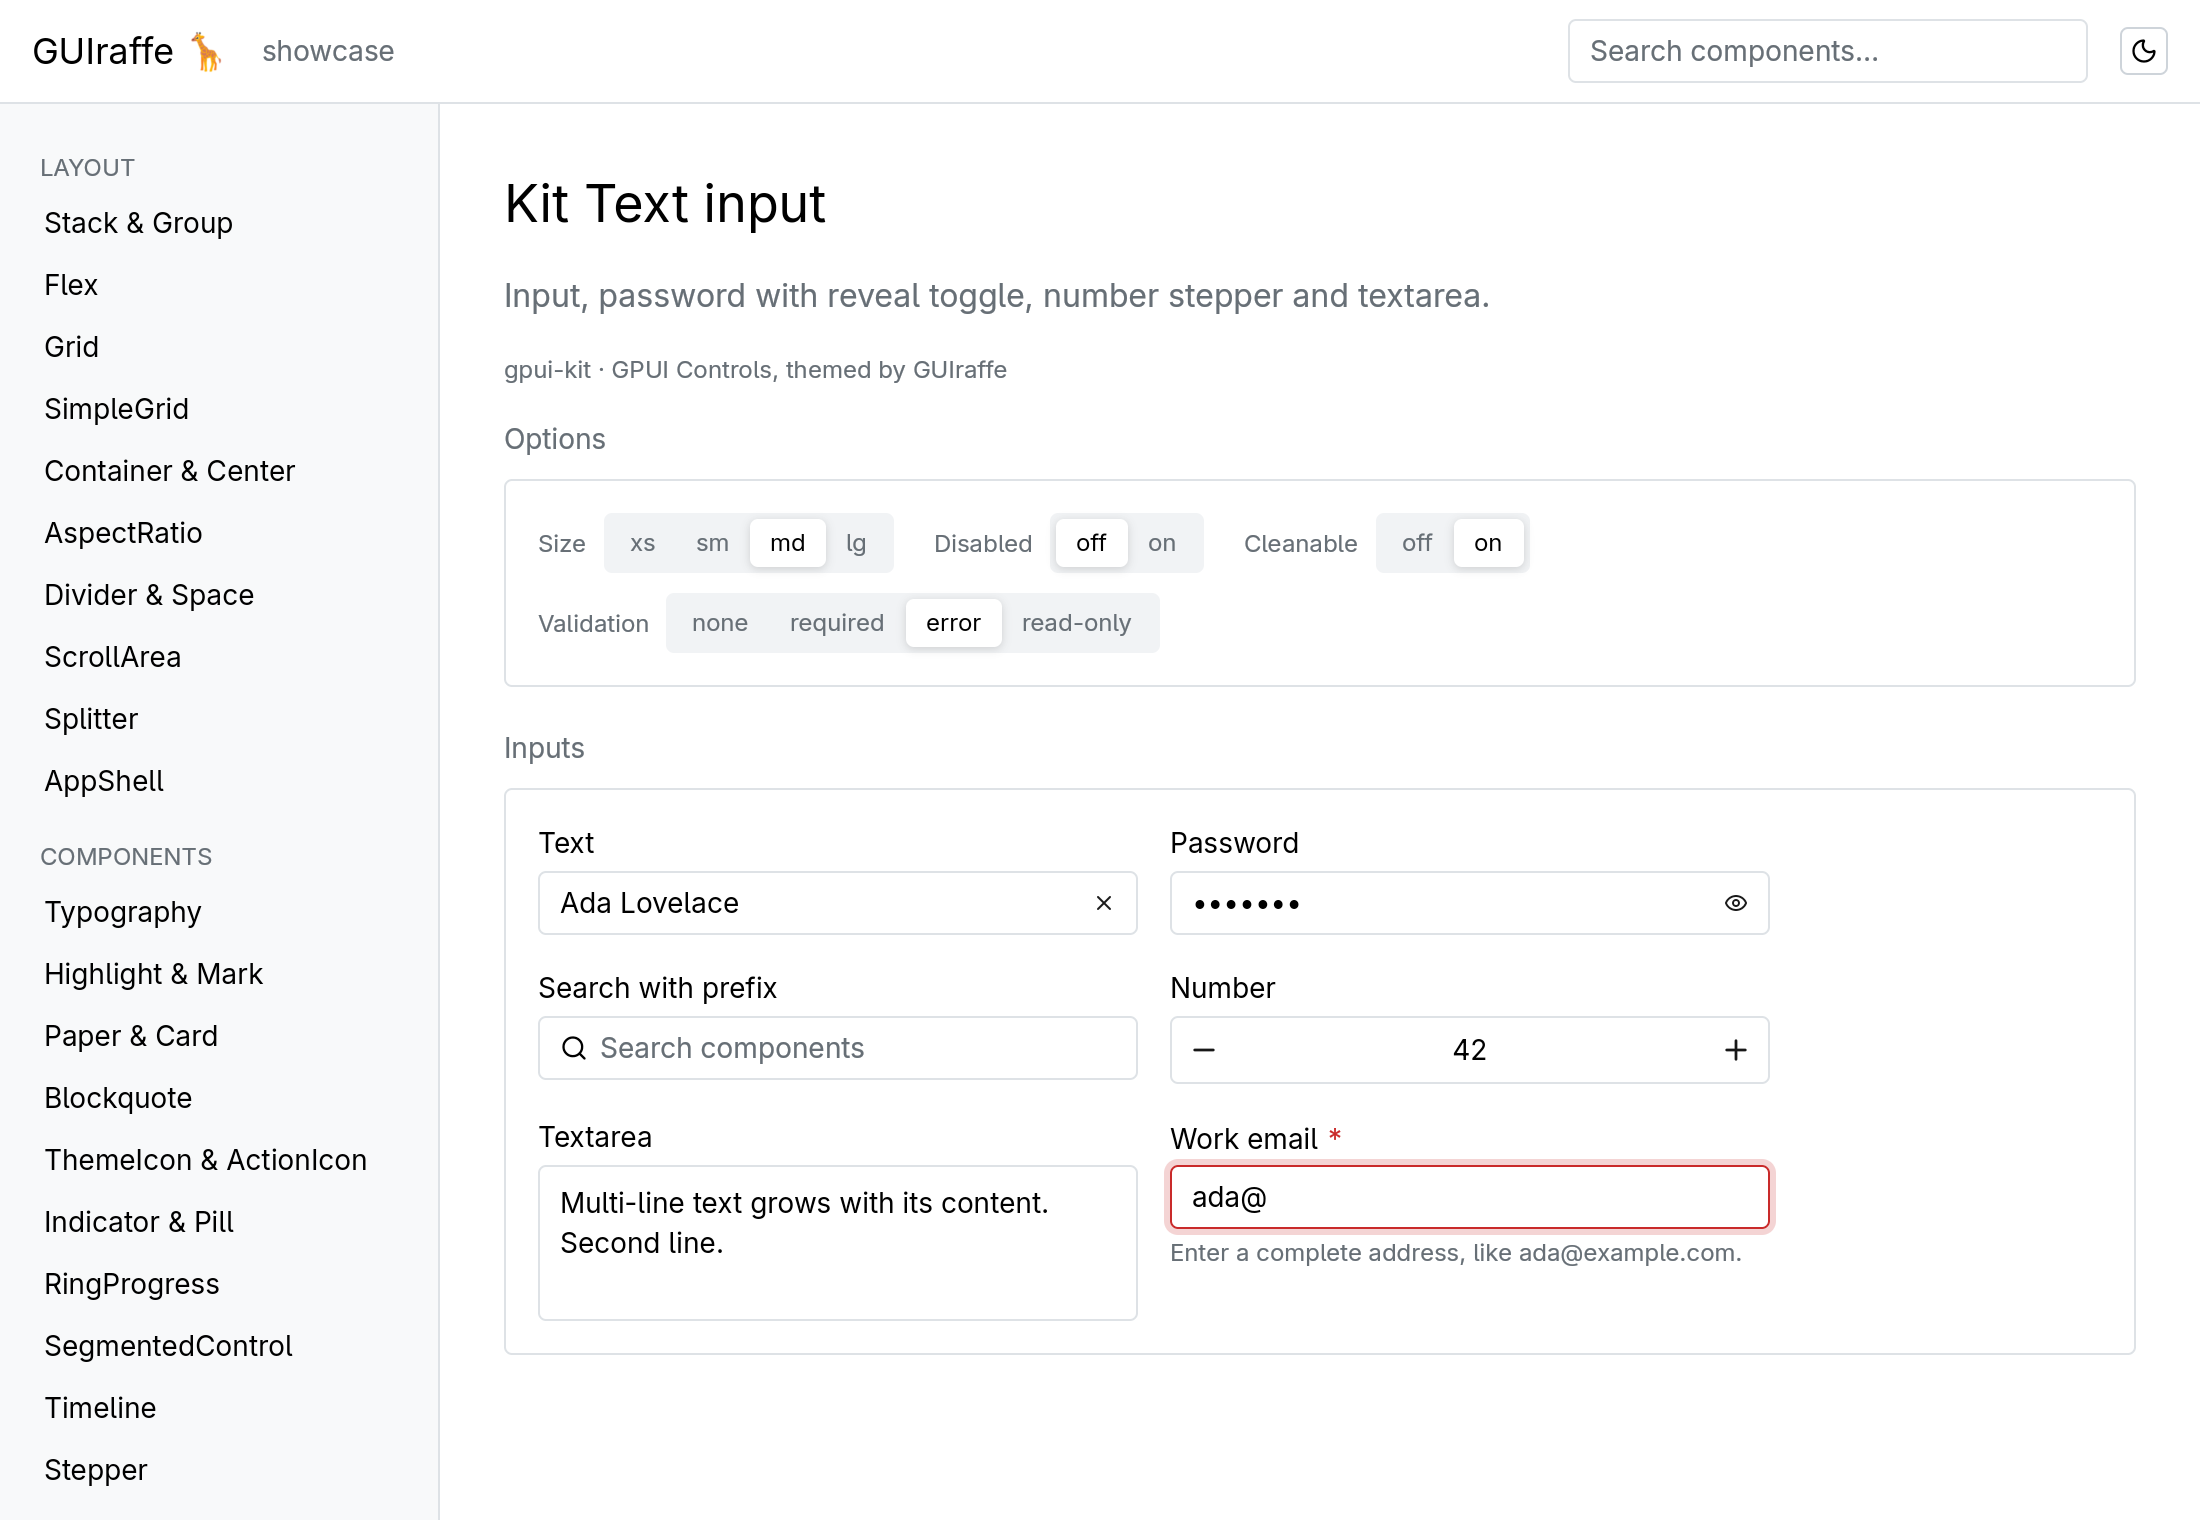 GUIraffe 🦒 showcase
Search components...
LAYOUT
Stack & Group
Flex
Grid
SimpleGrid
Container & Center
AspectRatio
Divider & Space
ScrollArea
Splitter
AppShell
COMPONENTS
Typography
Highlight & Mark
Paper & Card
Blockquote
ThemeIcon & ActionIcon
Indicator & Pill
RingProgress
SegmentedControl
Timeline
Stepper
Kit Text input
Input, password with reveal toggle, number stepper and textarea.
gpui-kit · GPUI Controls, themed by GUIraffe
Options
Size xs sm md lg Disabled off on Cleanable off on
Validation none required error read-only
Inputs
Text
Ada Lovelace
Password
•••••••
Search with prefix
Search components
Number
42
Textarea
Multi-line text grows with its content.
Second line.
Work email *
ada@
Enter a complete address, like ada@example.com.